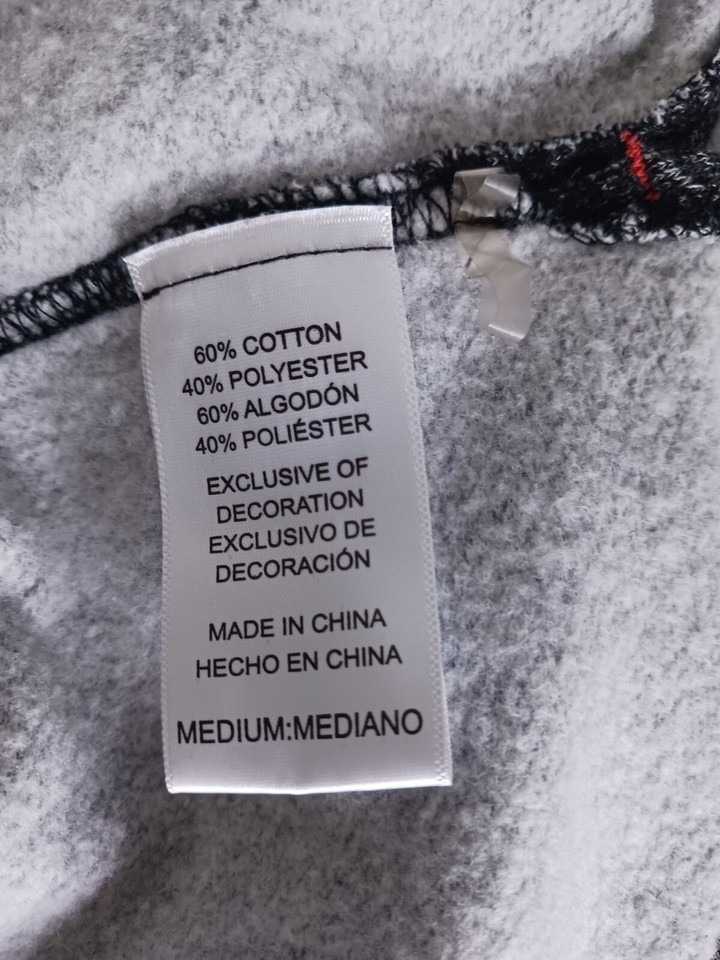 60% COTTON
40% POLYESTER
60% ALGODÓN
40% POLIÉSTER
EXCLUSIVE OF
DECORATION
EXCLUSIVO DE
DECORACIÓN
MADE IN CHINA
HECHO EN CHINA
MEDIUM:MEDIANO